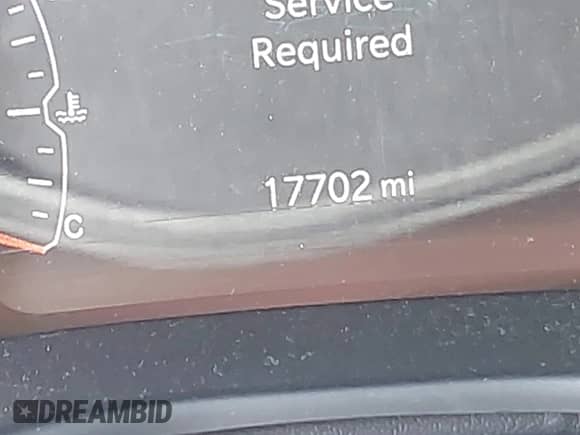 Service
Required
17702 mi
C
DREAMBID